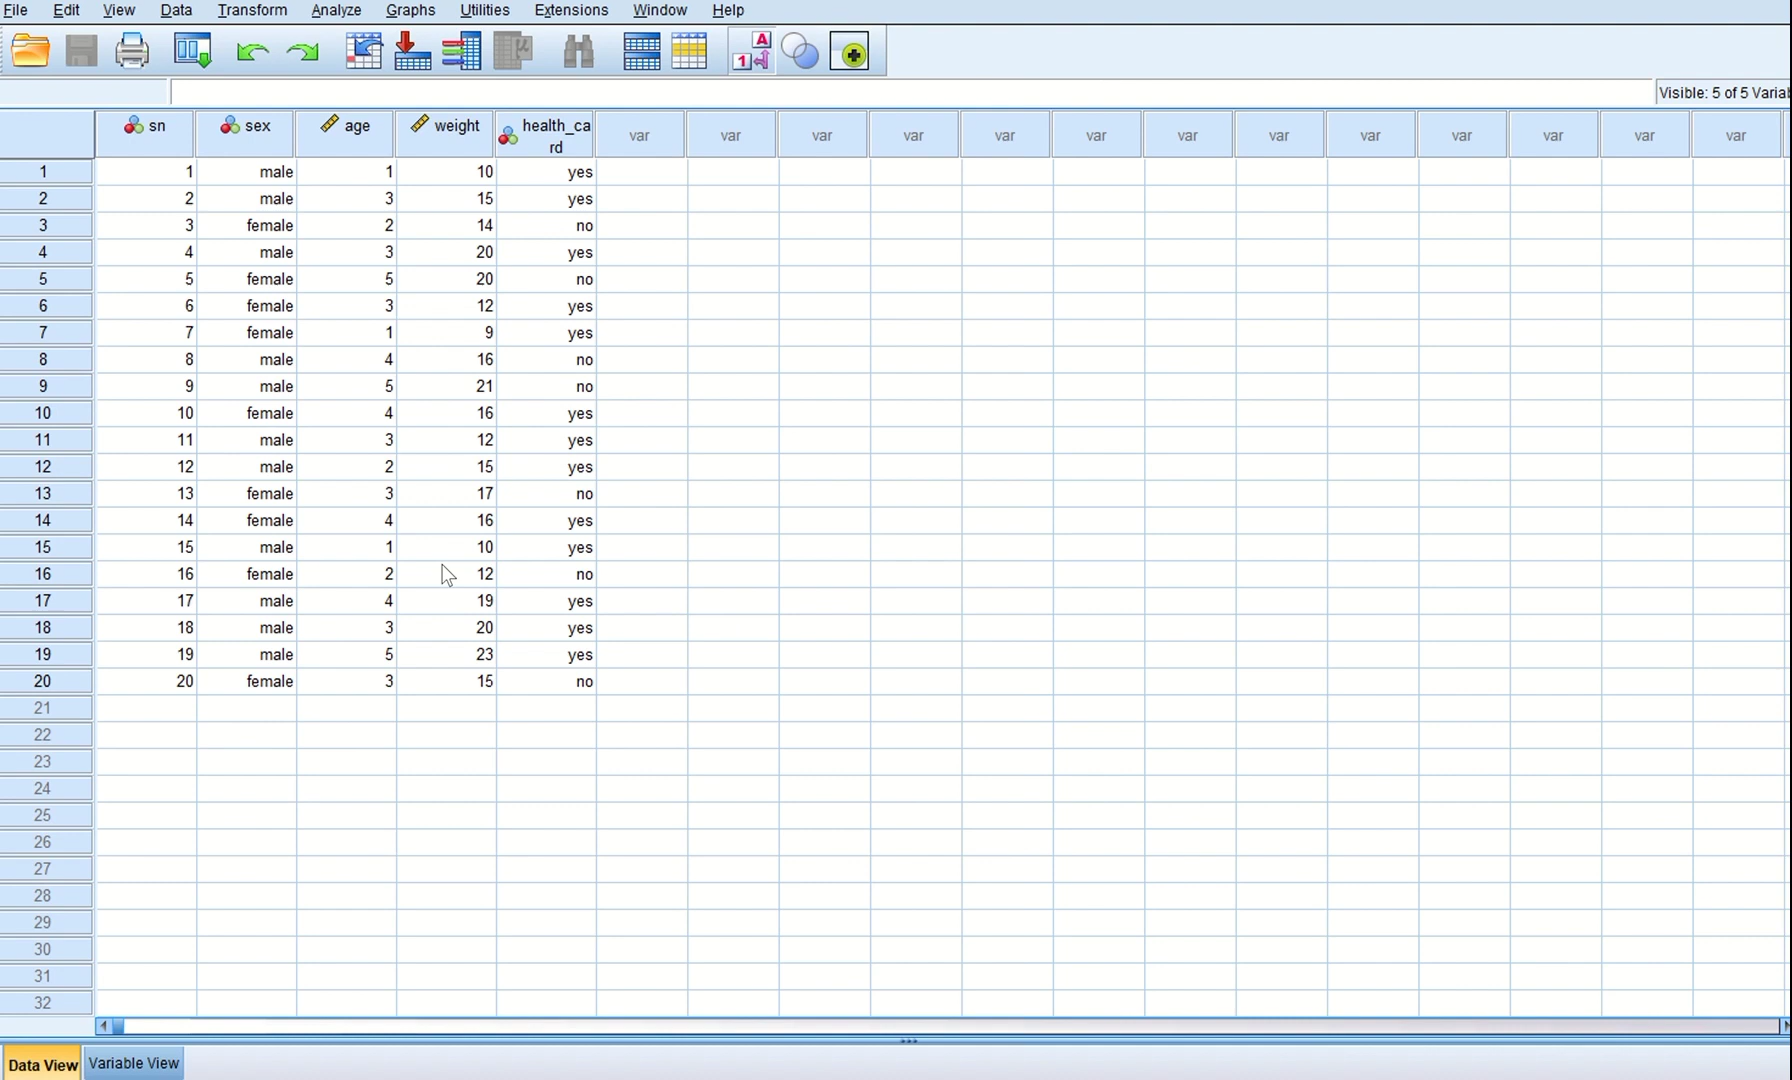 File Edit View Data Transform Analyze Graphs Utilities Extensions Window Help
A
1
µ
Visible: 5 of 5 Variab
sn sex age weight health_ca var var var var var var var var var var var var var
rd
1 1 male 1 10 yes
2 2 male 3 15 yes
3 3 female 2 14 no
4 4 male 3 20 yes
5 5 female 5 20 no
6 6 female 3 12 yes
7 7 female 1 9 yes
8 8 male 4 16 no
9 9 male 5 21 no
10 10 female 4 16 yes
11 11 male 3 12 yes
12 12 male 2 15 yes
13 13 female 3 17 no
14 14 female 4 16 yes
15 15 male 1 10 yes
16 16 female 2 12 no
17 17 male 4 19 yes
18 18 male 3 20 yes
19 19 male 5 23 yes
20 20 female 3 15 no
21
22
23
24
25
26
27
28
29
30
31
32
Data View Variable View